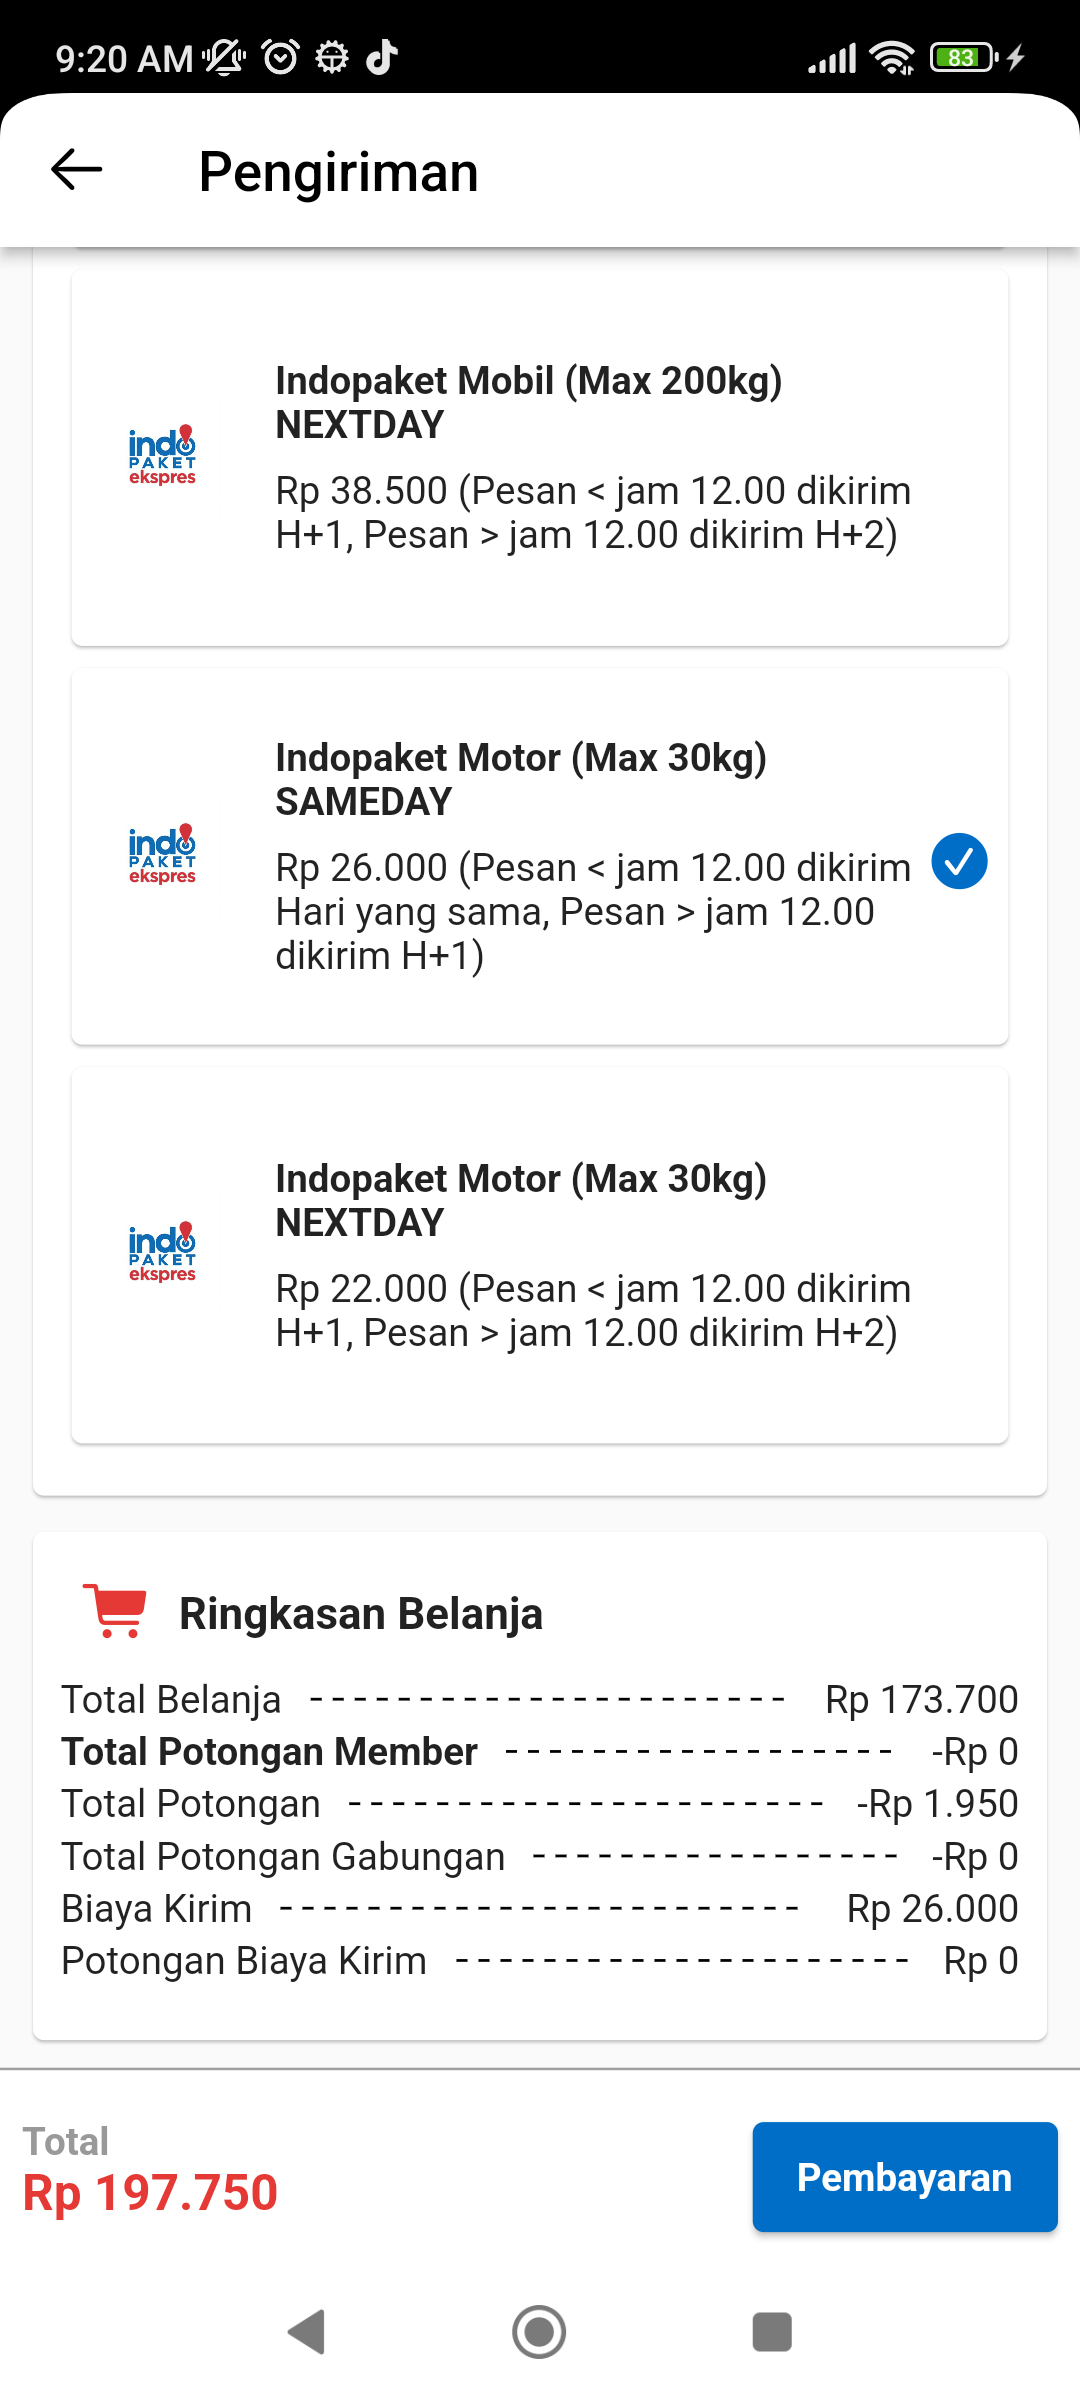 9:20 AM
83
Pengiriman
indo
PAKET
ekspres
Indopaket Mobil (Max 200kg)
NEXTDAY
Rp 38.500 (Pesan < jam 12.00 dikirim
H+1, Pesan > jam 12.00 dikirim H+2)
indo
PAKET
ekspres
Indopaket Motor (Max 30kg)
SAMEDAY
Rp 26.000 (Pesan < jam 12.00 dikirim
Hari yang sama, Pesan > jam 12.00
dikirim H+1)
indo
PAKET
ekspres
Indopaket Motor (Max 30kg)
NEXTDAY
Rp 22.000 (Pesan < jam 12.00 dikirim
H+1, Pesan > jam 12.00 dikirim H+2)
Ringkasan Belanja
Total Belanja ---------------------- Rp 173.700
Total Potongan Member ------------------ -Rp 0
Total Potongan ---------------------- -Rp 1.950
Total Potongan Gabungan ----------------- -Rp 0
Biaya Kirim ------------------------ Rp 26.000
Potongan Biaya Kirim --------------------- Rp 0
Total
Rp 197.750
Pembayaran